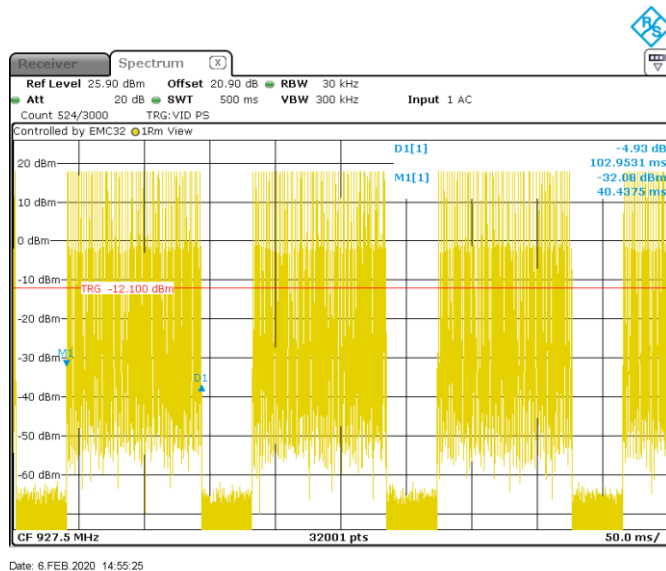 R S
Receiver Spectrum X
Ref Level 25.90 dBm Offset 20.90 dB RBW 30 kHz
Att 20 dB SWT 500 ms VBW 300 kHz Input 1 AC
Count 524/3000 TRG: VID PS
Controlled by EMC32 1Rm View
D1[1] -4.93 dB
102.9531 ms
20 dBm
M1[1] -32.08 dBm
40.4375 ms
10 dBm
0 dBm
-10 dBm
TRG -12.100 dBm
-20 dBm
-30 dBm
M1
D1
-40 dBm
-50 dBm
-60 dBm
CF 927.5 MHz 32001 pts 50.0 ms/
Date: 6.FEB.2020 14:55:25